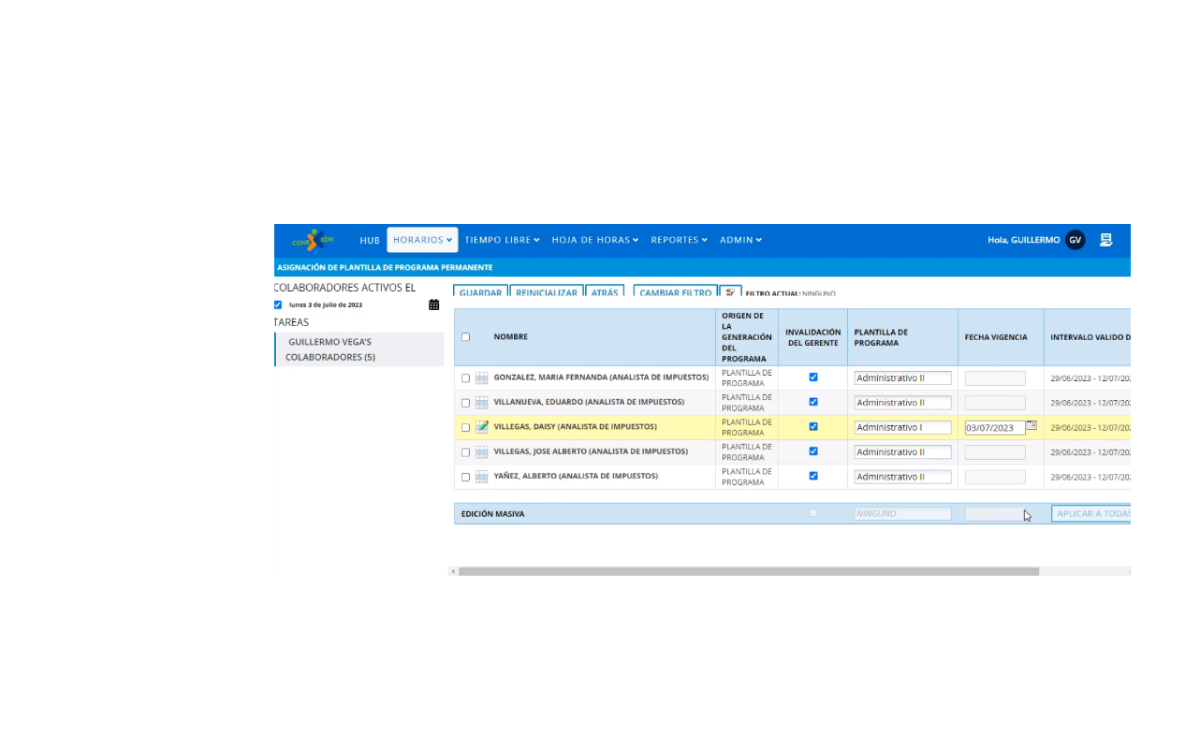 HUB HORARIOS TIEMPO LIBRE HOJA DE HORAS REPORTES ADMIN Hola, GUILLERMO GV
ASIGNACIÓN DE PLANTILLA DE PROGRAMA PERMANENTE
COLABORADORES ACTIVOS EL
lunes 3 de julio de 2023
TAREAS
GUILLERMO VEGA'S
COLABORADORES (5)
GUARDAR REINICIALIZAR ATRÁS CAMBIAR FILTRO FILTRO ACTUAL: NINGUNO
NOMBRE
ORIGEN DE
LA
GENERACIÓN
DEL
PROGRAMA
INVALIDACIÓN
DEL GERENTE
PLANTILLA DE
PROGRAMA
FECHA VIGENCIA
INTERVALO VALIDO D
GONZALEZ, MARIA FERNANDA (ANALISTA DE IMPUESTOS)
PLANTILLA DE
PROGRAMA
Administrativo II
29/06/2023 - 12/07/20
VILLANUEVA, EDUARDO (ANALISTA DE IMPUESTOS)
PLANTILLA DE
PROGRAMA
Administrativo II
29/06/2023 - 12/07/20
VILLEGAS, DAISY (ANALISTA DE IMPUESTOS)
PLANTILLA DE
PROGRAMA
Administrativo I
03/07/2023
29/06/2023 - 12/07/20
VILLEGAS, JOSE ALBERTO (ANALISTA DE IMPUESTOS)
PLANTILLA DE
PROGRAMA
Administrativo II
29/06/2023 - 12/07/20
YAÑEZ, ALBERTO (ANALISTA DE IMPUESTOS)
PLANTILLA DE
PROGRAMA
Administrativo II
29/06/2023 - 12/07/20
EDICIÓN MASIVA
NINGUNO
APLICAR A TODAS